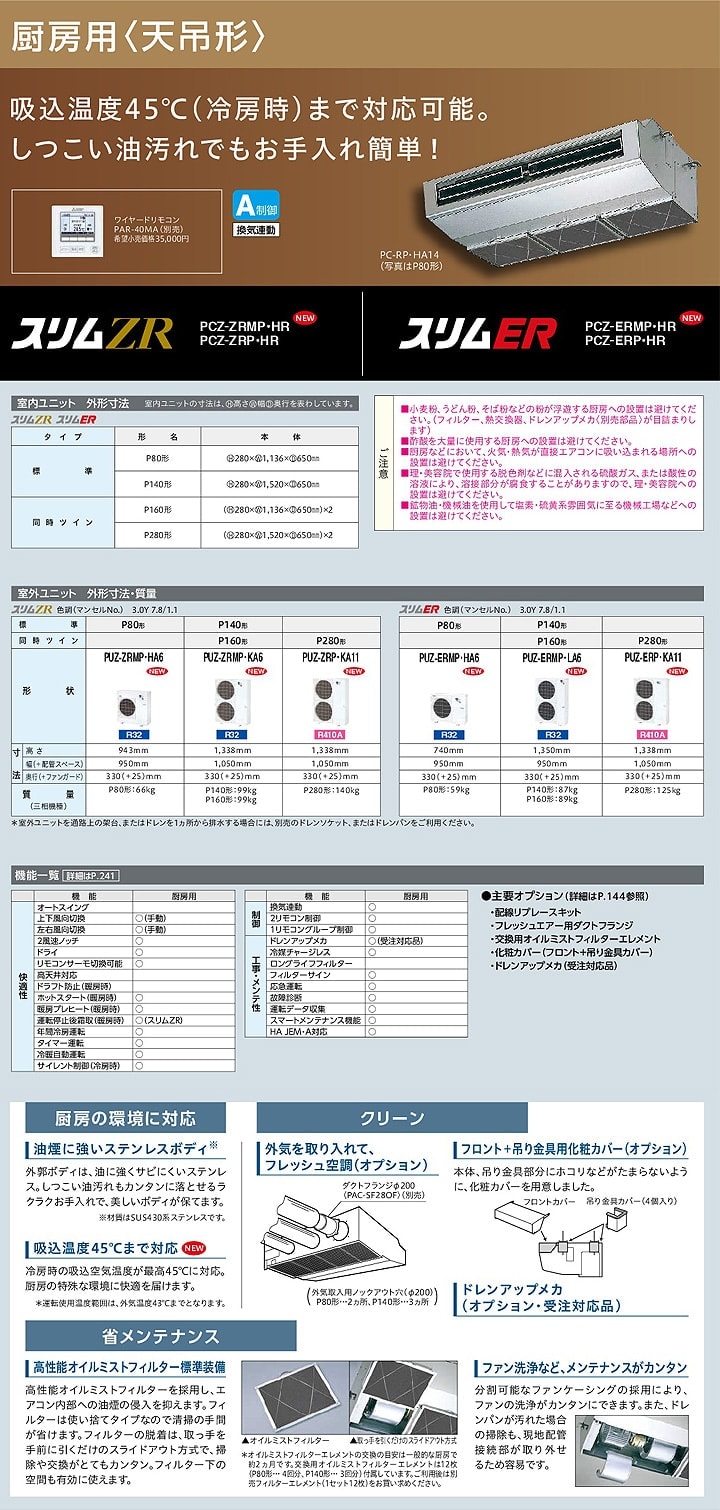 厨房用〈天吊形〉
吸込温度45℃(冷房時)まで対応可能。
しつこい油汚れでもお手入れ簡単！
ワイヤードリモコン
PAR-40MA(別売)
希望小売価格35,000円
A制御
換気連動
PC-RP・HA14
(写真はP80形)
スリムZR PCZ-ZRMP・HR NEW
PCZ-ZRP・HR
スリムER PCZ-ERMP・HR NEW
PCZ-ERP・HR
室内ユニット 外形寸法 室内ユニットの寸法は、Ⓗ高さⓌ幅Ⓓ奥行を表わしています。
スリムZR スリムER
タイプ 形名 本体
標準 P80形 Ⓗ280×Ⓦ1,136×Ⓓ650mm
P140形 Ⓗ280×Ⓦ1,520×Ⓓ650mm
同時ツイン P160形 (Ⓗ280×Ⓦ1,136×Ⓓ650mm)×2
P280形 (Ⓗ280×Ⓦ1,520×Ⓓ650mm)×2
ご注意
■小麦粉、うどん粉、そば粉などの粉が浮遊する厨房への設置は避けてくだ
さい。(フィルター、熱交換器、ドレンアップメカ〈別売部品〉が目詰まりし
ます)
■酢酸を大量に使用する厨房への設置は避けてください。
■厨房などにおいて、火気・熱気が直接エアコンに吸い込まれる場所への
設置は避けてください。
■理・美容院で使用する脱色剤などに混入される硫酸ガス、または酸性の
溶液により、溶接部分が腐食することがありますので、理・美容院への
設置は避けてください。
■鉱物油・機械油を使用して塩素・硫黄系雰囲気に至る機械工場などへの
設置は避けてください。
室外ユニット 外形寸法・質量
スリムZR 色調(マンセルNo.) 3.0Y 7.8/1.1
標準 P80形 P140形
同時ツイン P160形 P280形
形状 PUZ-ZRMP・HA6 NEW PUZ-ZRMP・KA6 NEW PUZ-ZRP・KA11 NEW
R32 R32 R410A
寸法 高さ 943mm 1,338mm 1,338mm
幅(+配管スペース) 950mm 1,050mm 1,050mm
奥行(+ファンガード) 330(+25)mm 330(+25)mm 330(+25)mm
質量 P80形:66kg P140形:99kg P280形:140kg
(三相機種) P160形:99kg
スリムER 色調(マンセルNo.) 3.0Y 7.8/1.1
P80形 P140形
P160形 P280形
PUZ-ERMP・HA6 NEW PUZ-ERMP・LA6 NEW PUZ-ERP・KA11 NEW
R32 R32 R410A
740mm 1,350mm 1,338mm
950mm 950mm 1,050mm
330(+25)mm 330(+25)mm 330(+25)mm
P80形:59kg P140形:87kg P280形:125kg
P160形:89kg
*室外ユニットを通路上の架台、またはドレンを1ヵ所から排水する場合には、別売のドレンソケット、またはドレンパンをご利用ください。
機能一覧 詳細はP.241
機能 厨房用
快適性
オートスイング
上下風向切換 ○(手動)
左右風向切換 ○(手動)
2風速ノッチ ○
ドライ ○
リモコンサーモ切換可能 ○
高天井対応
ドラフト防止(暖房時)
ホットスタート(暖房時) ○
暖房プレヒート(暖房時) ○
運転停止後霜取(暖房時) ○(スリムZR)
年間冷房運転 ○
タイマー運転 ○
冷暖自動運転 ○
サイレント制御(冷房時) ○
機能 厨房用
制御
換気連動 ○
2リモコン制御 ○
1リモコングループ制御 ○
工事・メンテ性
ドレンアップメカ ○(受注対応品)
冷媒チャージレス ○
ロングライフフィルター
フィルターサイン ○
応急運転 ○
故障診断 ○
運転データ収集 ○
スマートメンテナンス機能 ○
HA JEM-A対応 ○
●主要オプション(詳細はP.144参照)
・配線リプレースキット
・フレッシュエアー用ダクトフランジ
・交換用オイルミストフィルターエレメント
・化粧カバー(フロント+吊り金具カバー)
・ドレンアップメカ(受注対応品)
厨房の環境に対応
油煙に強いステンレスボディ※
外郭ボディは、油に強くサビにくいステンレ
ス。しつこい油汚れもカンタンに落とせるラ
クラクお手入れで、美しいボディが保てます。
※材質はSUS430系ステンレスです。
吸込温度45℃まで対応 NEW
冷房時の吸込空気温度が最高45℃に対応。
厨房の特殊な環境に快適を届けます。
*運転使用温度範囲は、外気温度43℃までとなります。
クリーン
外気を取り入れて、
フレッシュ空調(オプション)
ダクトフランジφ200
(PAC-SF28OF)(別売)
(外気取入用ノックアウト穴(φ200)
P80形…2ヵ所、P140形…3ヵ所)
フロント+吊り金具用化粧カバー(オプション)
本体、吊り金具部分にホコリなどがたまらないよう
に、化粧カバーを用意しました。
フロントカバー 吊り金具カバー(4個入り)
ドレンアップメカ
(オプション・受注対応品)
省メンテナンス
高性能オイルミストフィルター標準装備
高性能オイルミストフィルターを採用し、エ
アコン内部への油煙の侵入を抑えます。フィ
ルターは使い捨てタイプなので清掃の手間
が省けます。フィルターの脱着は、取っ手を
手前に引くだけのスライドアウト方式で、掃
除や交換がとてもカンタン。フィルター下の
空間も有効に使えます。
▲オイルミストフィルター
▲取っ手を引くだけのスライドアウト方式
*オイルミストフィルターエレメントの交換の目安は一般的な厨房で
約2ヵ月です。交換用オイルミストフィルターエレメントは12枚
(P80形… 4回分、P140形… 3回分)付属しています。ご利用後は別
売フィルターエレメント(1セット12枚)をお買い求めください。
ファン洗浄など、メンテナンスがカンタン
分割可能なファンケーシングの採用により、
ファンの洗浄がカンタンにできます。また、ドレ
ンパンが汚れた場合
の掃除も、現地配管
接続部が取り外せ
るため容易です。